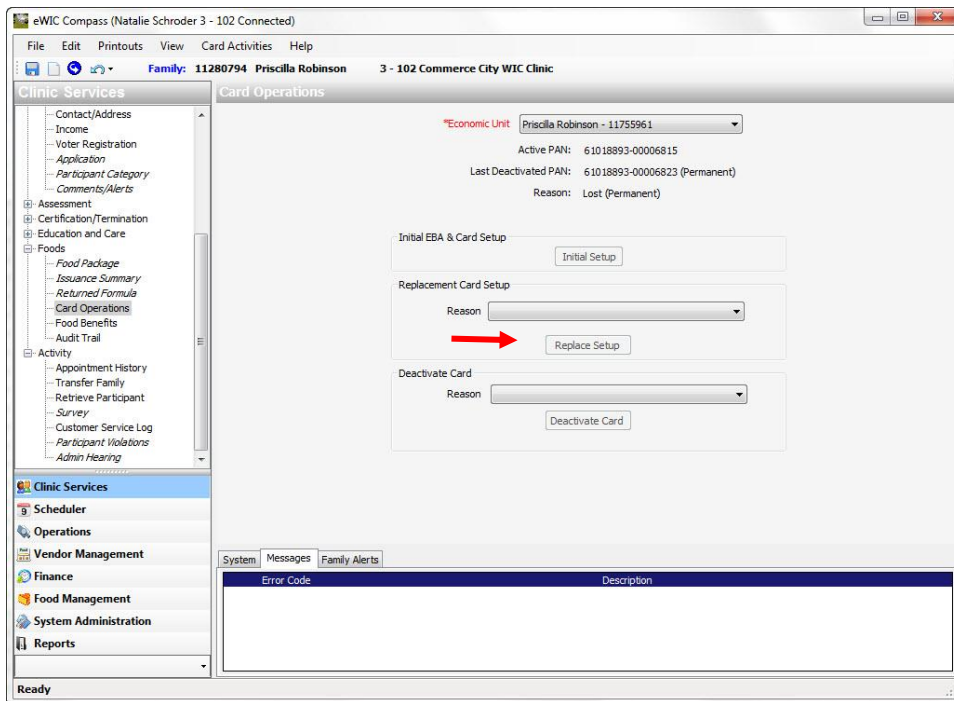 eWIC Compass (Natalie Schroder 3 - 102 Connected)
File Edit Printouts View Card Activities Help
Family: 11280794 Priscilla Robinson 3 - 102 Commerce City WIC Clinic
Clinic Services
Contact/Address
Income
Voter Registration
Application
Participant Category
Comments/Alerts
Assessment
Certification/Termination
Education and Care
Foods
Food Package
Issuance Summary
Returned Formula
Card Operations
Food Benefits
Audit Trail
Activity
Appointment History
Transfer Family
Retrieve Participant
Survey
Customer Service Log
Participant Violations
Admin Hearing
Clinic Services
9 Scheduler
Operations
Vendor Management
Finance
Food Management
System Administration
Reports
Card Operations
*Economic Unit Priscilla Robinson - 11755961
Active PAN: 61018893-00006815
Last Deactivated PAN: 61018893-00006823 (Permanent)
Reason: Lost (Permanent)
Initial EBA & Card Setup
Initial Setup
Replacement Card Setup
Reason
Replace Setup
Deactivate Card
Reason
Deactivate Card
System Messages Family Alerts
Error Code Description
Ready